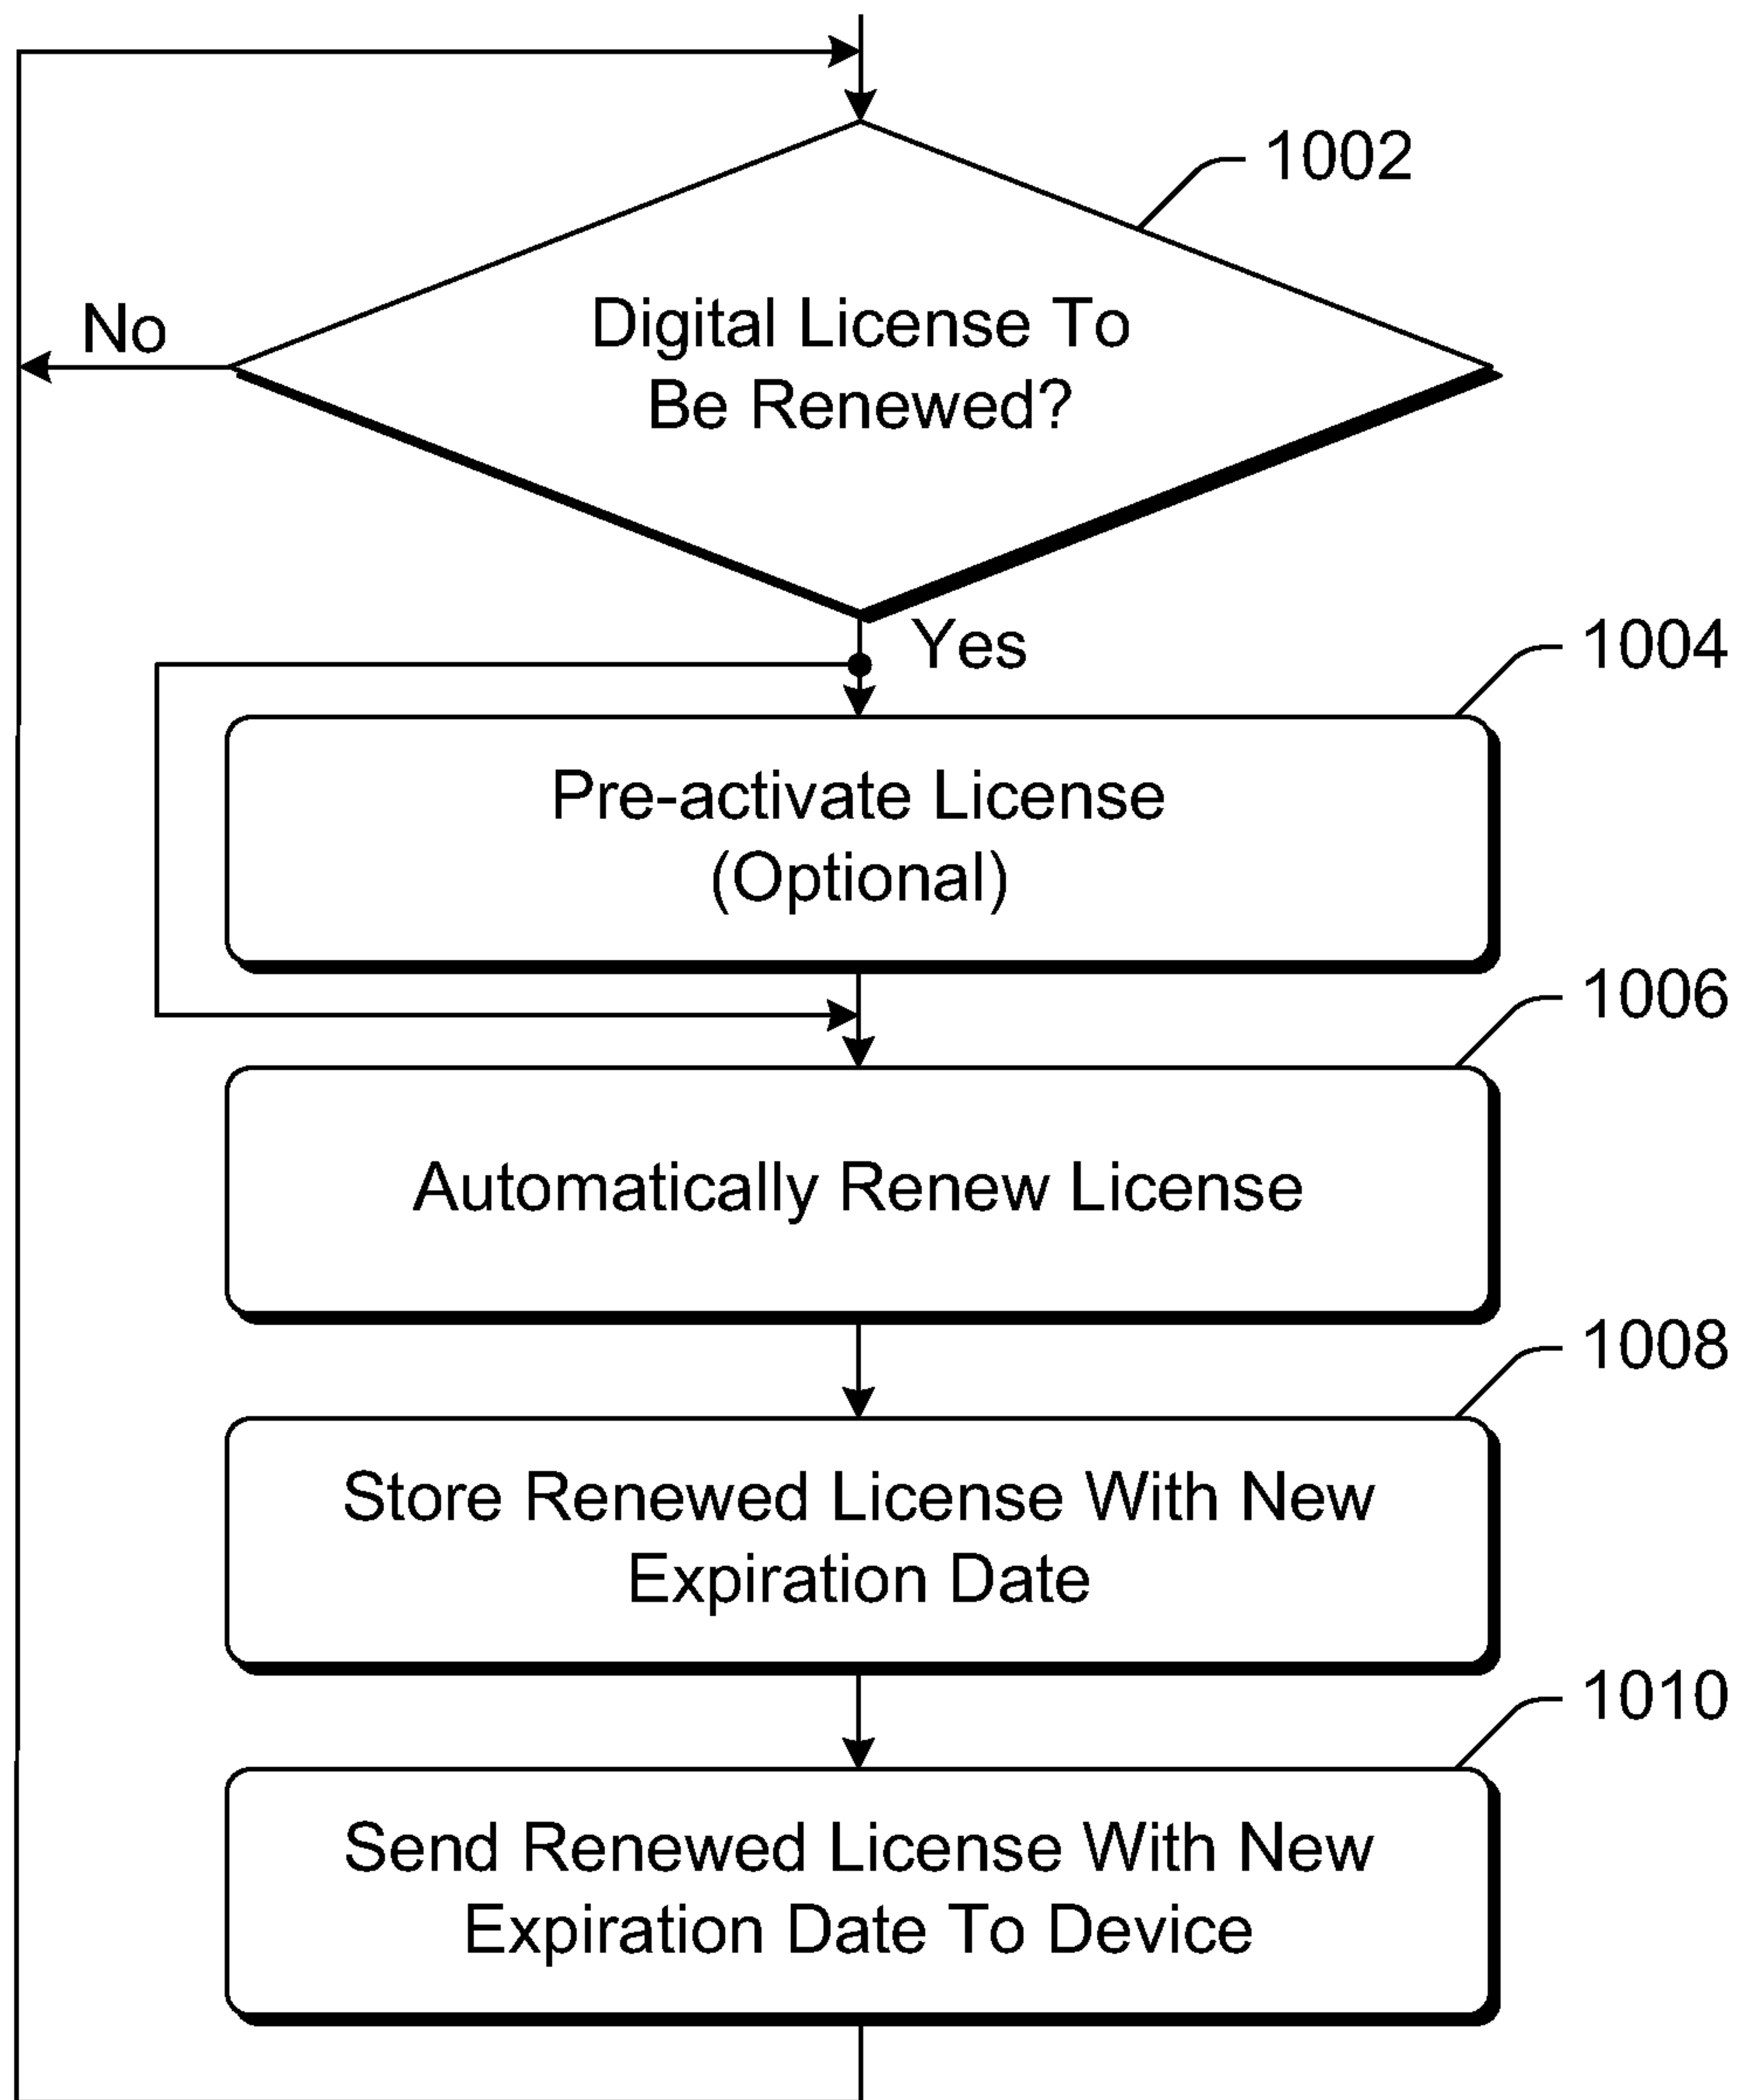 1002
Digital License To
Be Renewed?
No
Yes
1004
Pre-activate License
(Optional)
1006
Automatically Renew License
1008
Store Renewed License With New
Expiration Date
1010
Send Renewed License With New
Expiration Date To Device